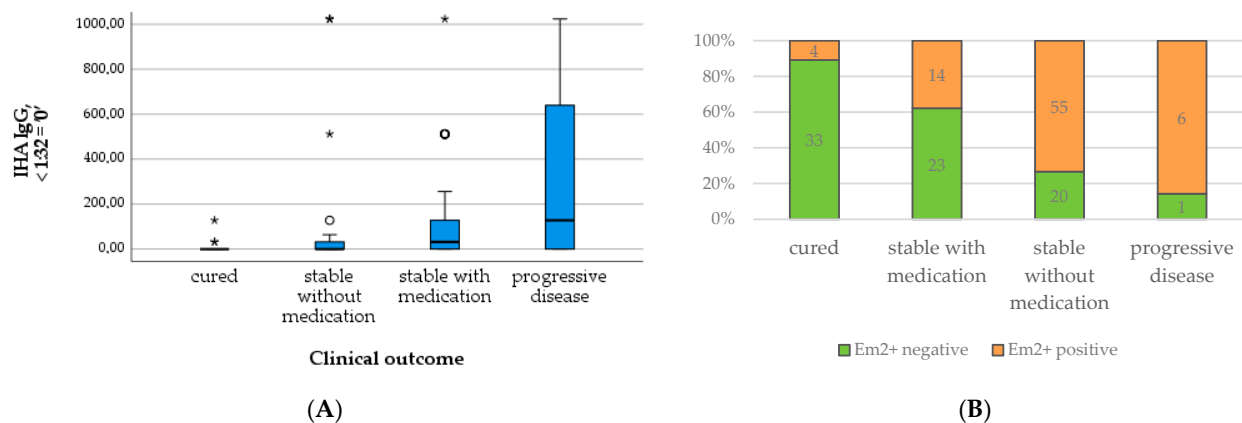 IHA IgG,
< 1:32 = '0'
1000,00
800,00
600,00
400,00
200,00
0,00
cured
stable
without
medication
stable with
medication
progressive
disease
Clinical outcome
(A)
100%
80%
60%
40%
20%
0%
4
33
14
23
55
20
6
1
cured
stable with
medication
stable
without
medication
progressive
disease
Em2+ negative
Em2+ positive
(B)